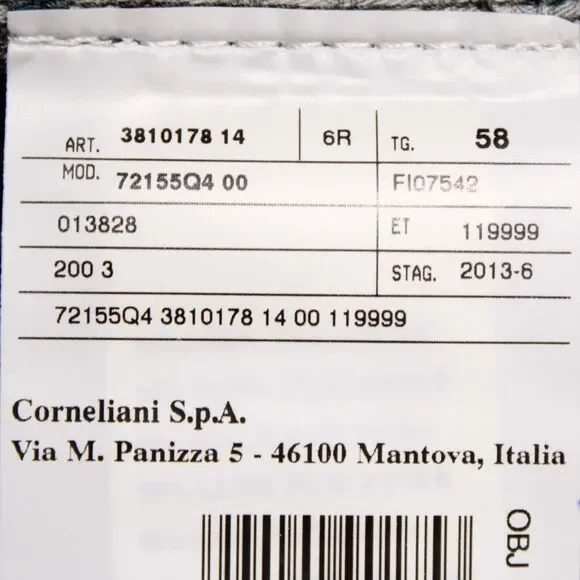 ART. 3810178 14 6R TG. 58
MOD. 72155Q4 00 FI07542
013828 ET 119999
200 3 STAG. 2013-6
72155Q4 3810178 14 00 119999
Corneliani S.p.A.
Via M. Panizza 5 - 46100 Mantova, Italia
OBJ